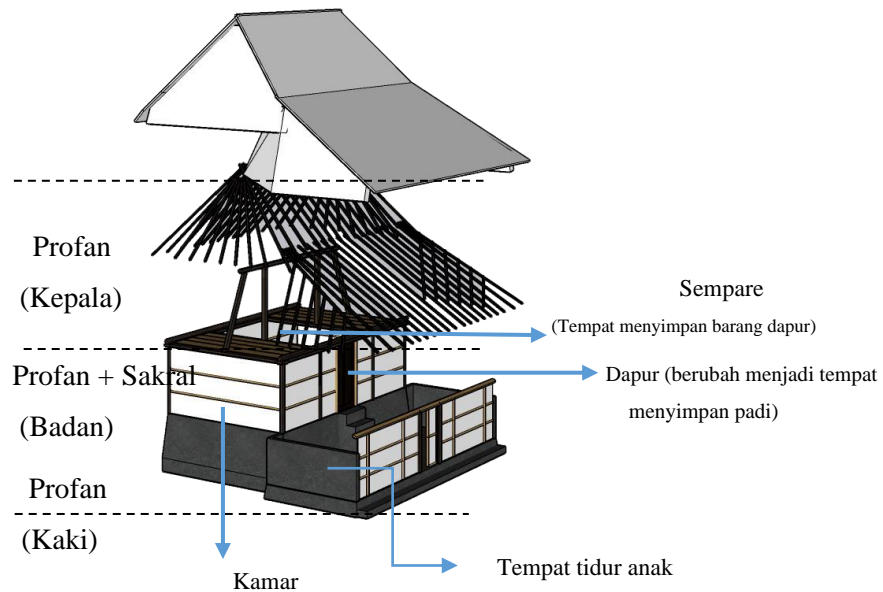 Profan
(Kepala)
Sempare
(Tempat menyimpan barang dapur)
Profan + Sakral
(Badan)
Dapur (berubah menjadi tempat
menyimpan padi)
Profan
(Kaki)
Kamar
Tempat tidur anak